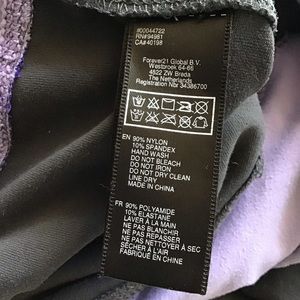 #00044722
RN#94981
CA#40198
Forever21 Global B.V.
Westbroek 64-66
4822 ZW Breda
The Netherlands
Registration Nbr 34386700
EN 90% NYLON
10% SPANDEX
HAND WASH
DO NOT BLEACH
DO NOT IRON
DO NOT DRY CLEAN
LINE DRY
MADE IN CHINA
FR 90% POLYAMIDE
10% ELASTANE
LAVER À LA MAIN
NE PAS BLANCHIR
NE PAS REPASSER
NE PAS NETTOYER À SEC
SÉCHER À L'AIR
FABRIQUÉ EN CHINE